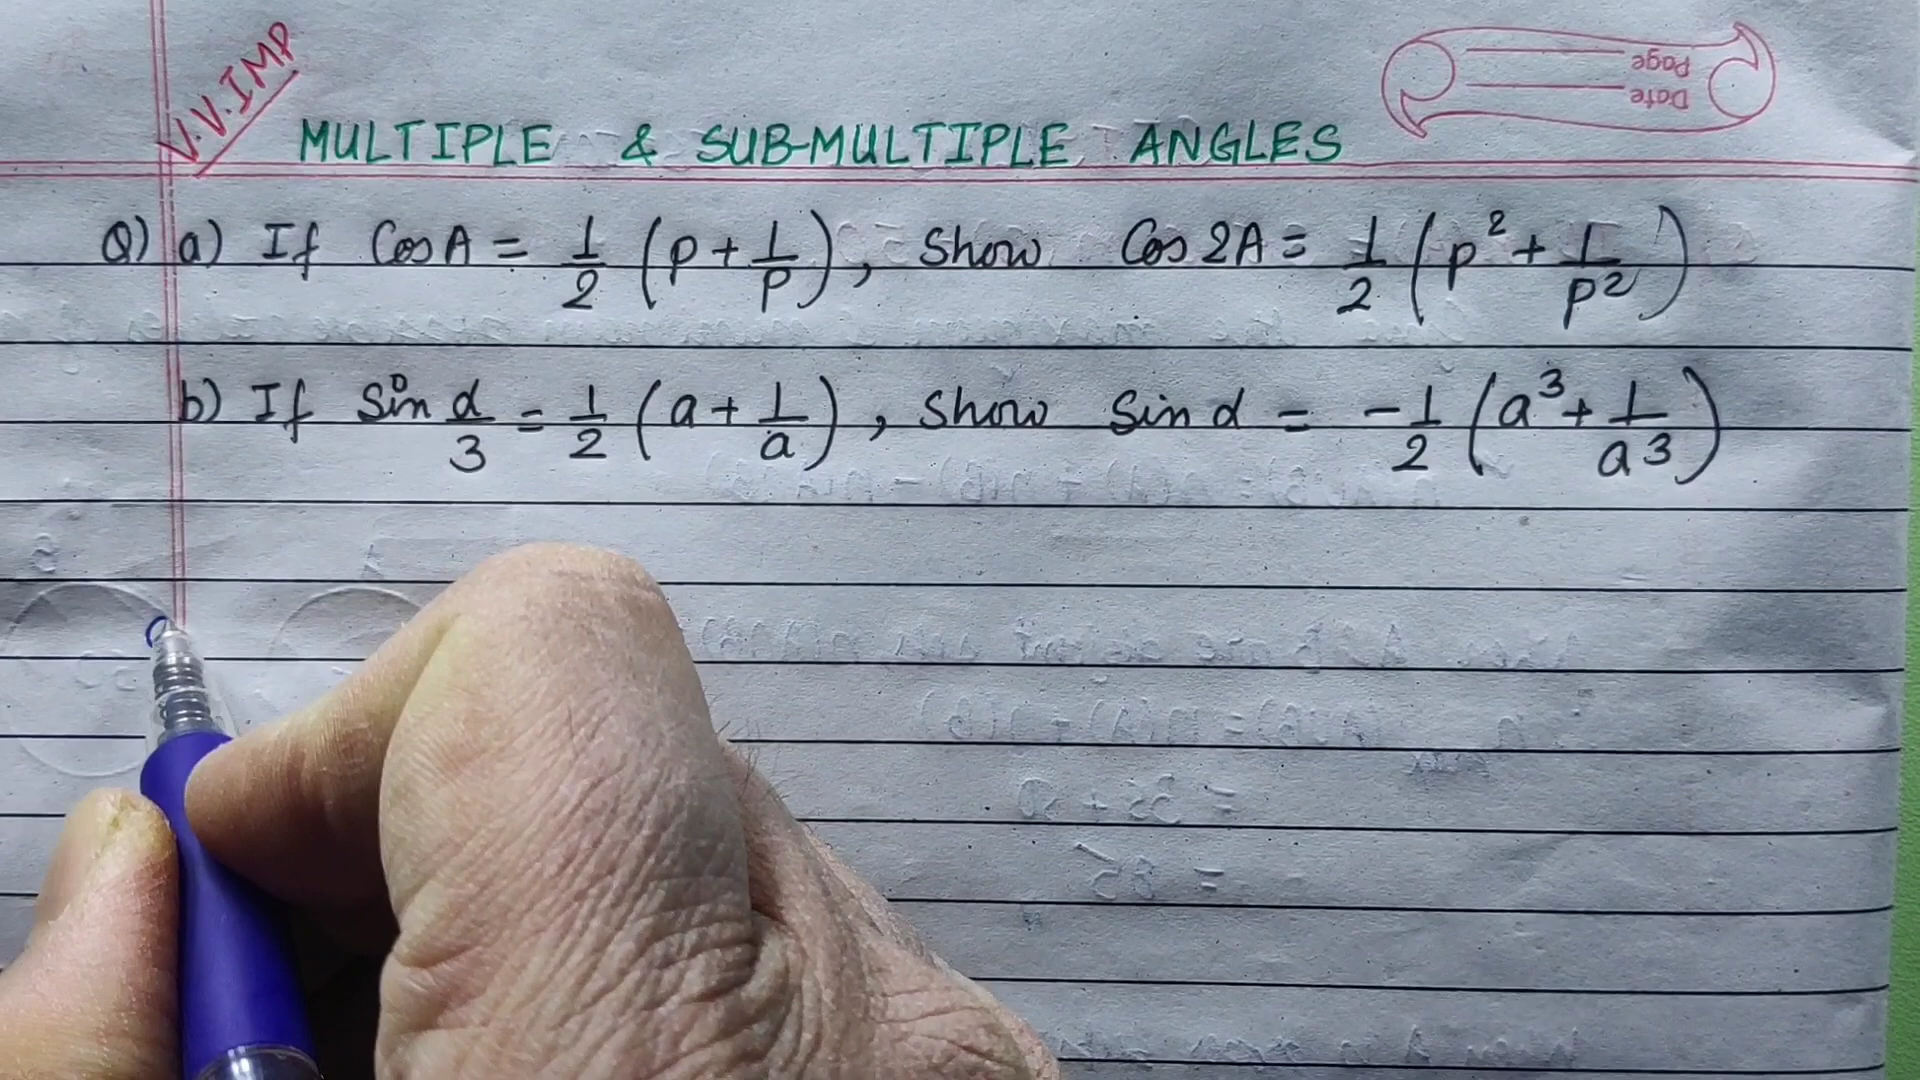 V.V.IMP
Page
Date
MULTIPLE & SUB-MULTIPLE ANGLES
Q) a) If Cos A = 1/2 (p + 1/p), Show Cos 2A = 1/2 (p² + 1/p²)
b) If Sin α/3 = 1/2 (a + 1/a), Show Sin α = -1/2 (a³ + 1/a³)